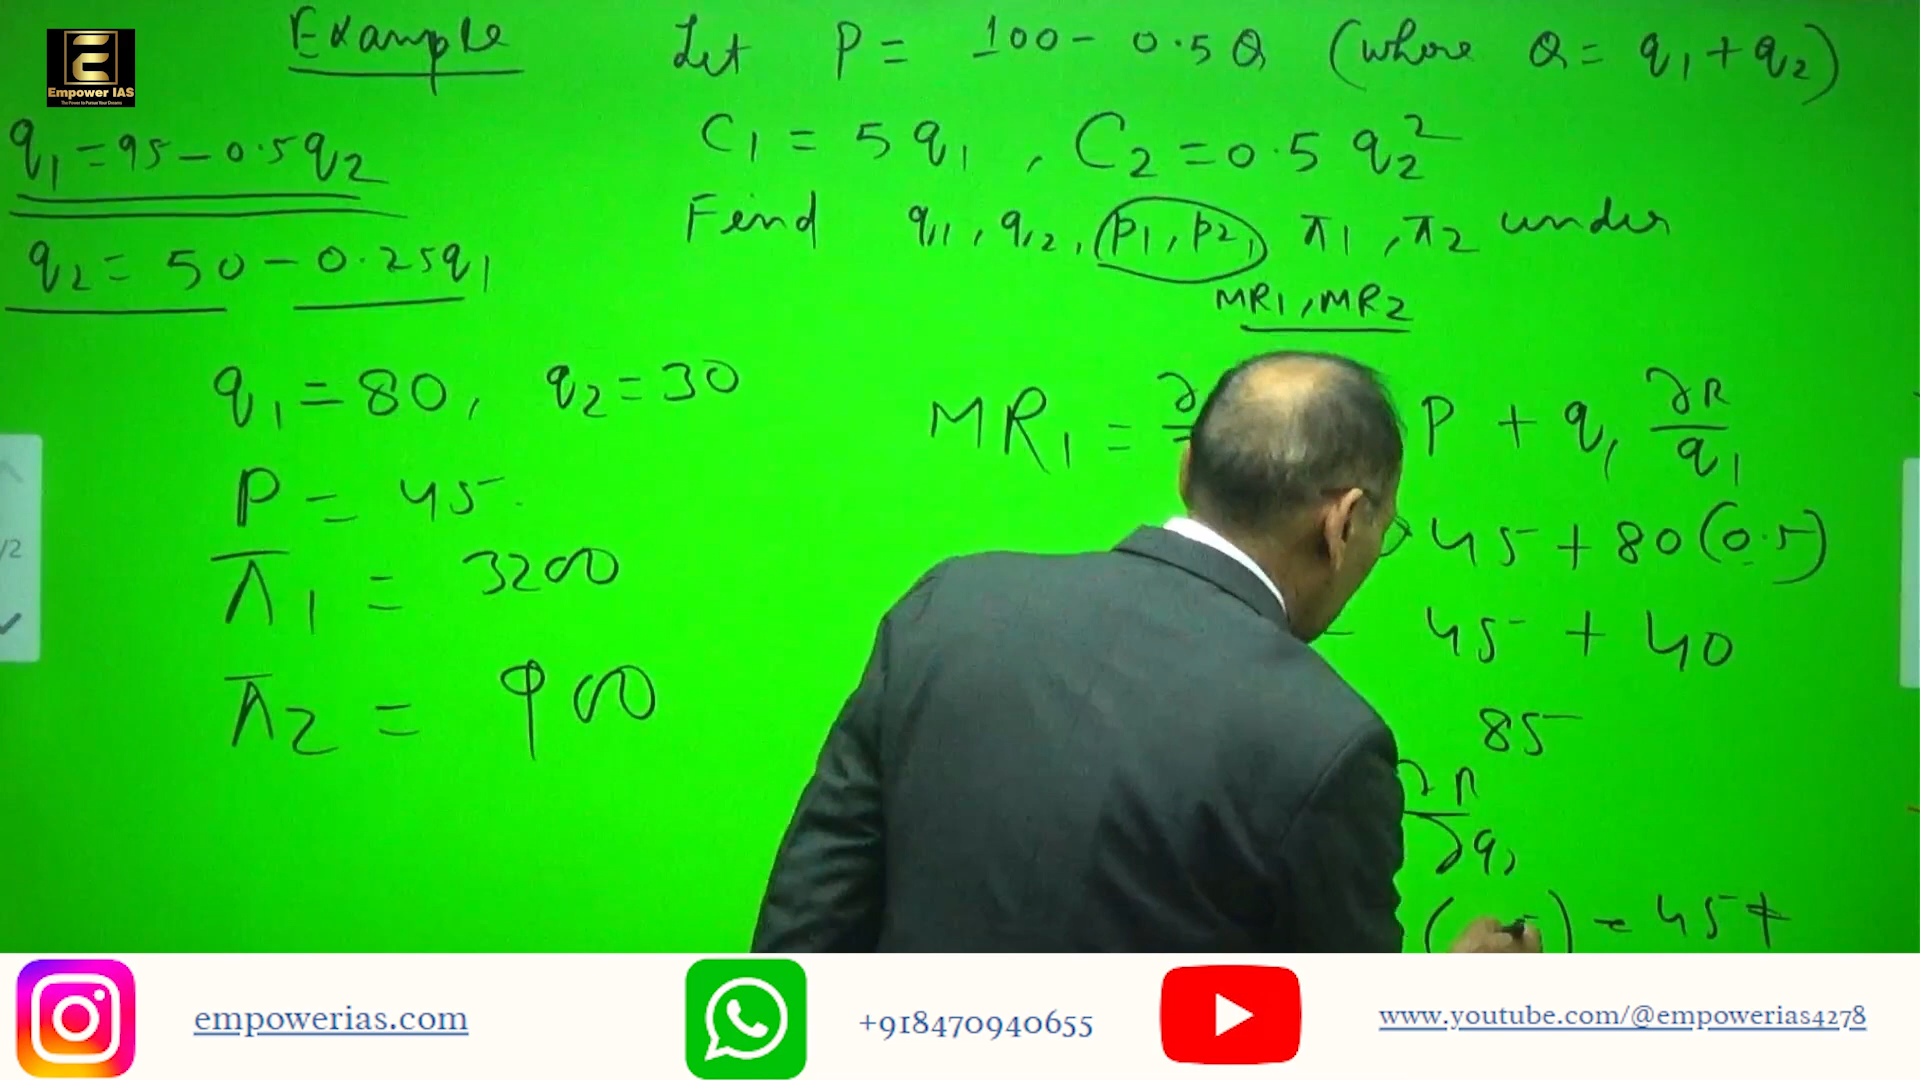 Example
Let P = 100 - 0.5Q (where Q = q1 + q2)
C1 = 5q1, C2 = 0.5 q2²
Find q1, q2, (p1, p2,) π1, π2 under
MR1, MR2
q1 = 95 - 0.5q2
q2 = 50 - 0.25q1
q1 = 80, q2 = 30
P = 45
π1 = 3200
π2 = 900
MR1 = P + q1 ∂R/q1
45 + 80(0.5)
45 + 40
85
∂R/∂q2
= 45 +
E
Empower IAS
empowerias.com
+918470940655
www.youtube.com/@empowerias4278